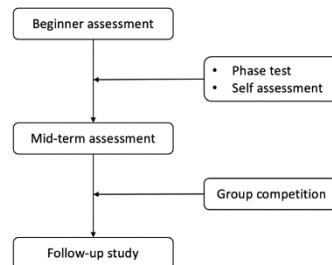 Beginner assessment
• Phase test
• Self assessment
Mid-term assessment
Group competition
Follow-up study